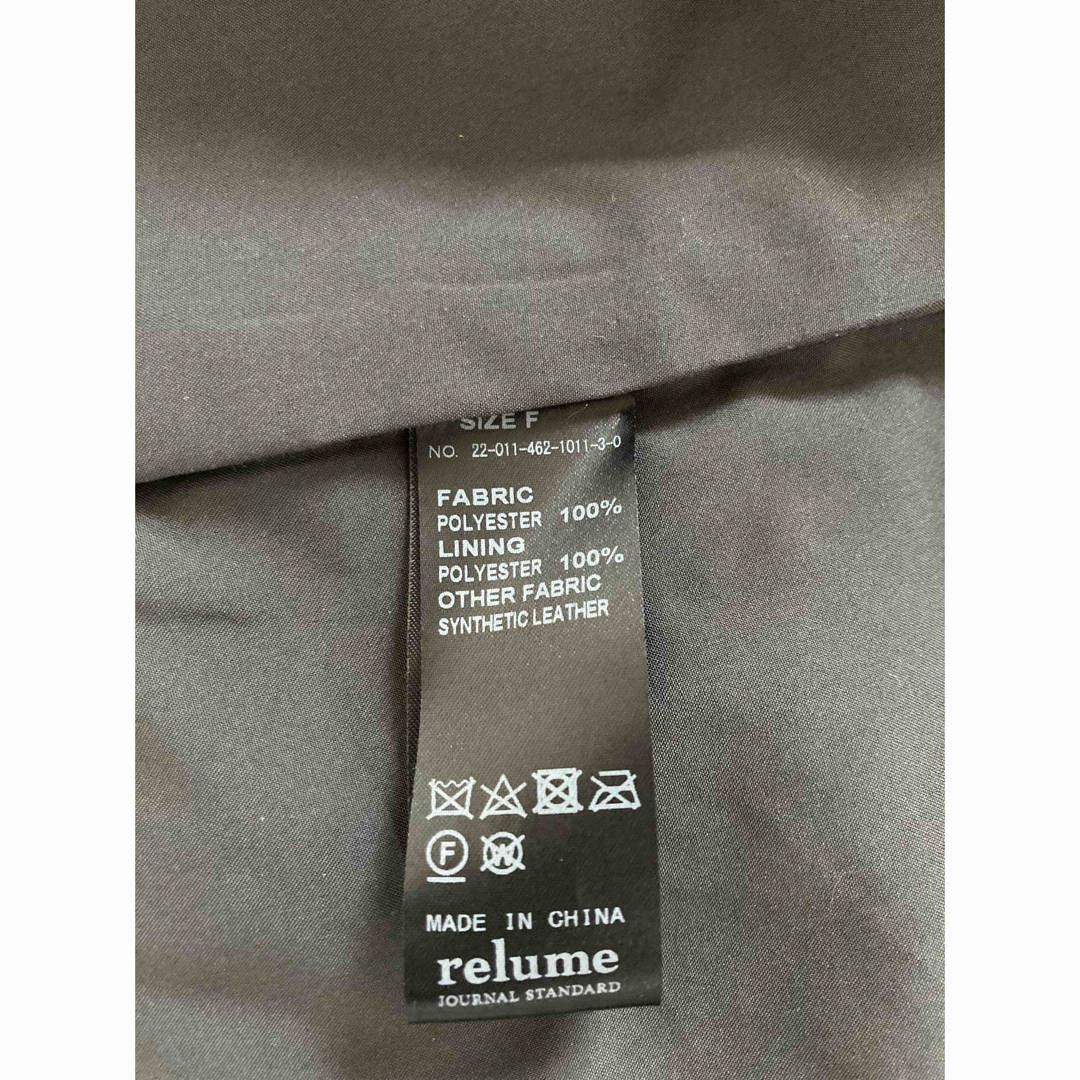 SIZE F
NO. 22-011-462-1011-3-0
FABRIC
POLYESTER 100%
LINING
POLYESTER 100%
OTHER FABRIC
SYNTHETIC LEATHER
F W
MADE IN CHINA
relume
JOURNAL STANDARD